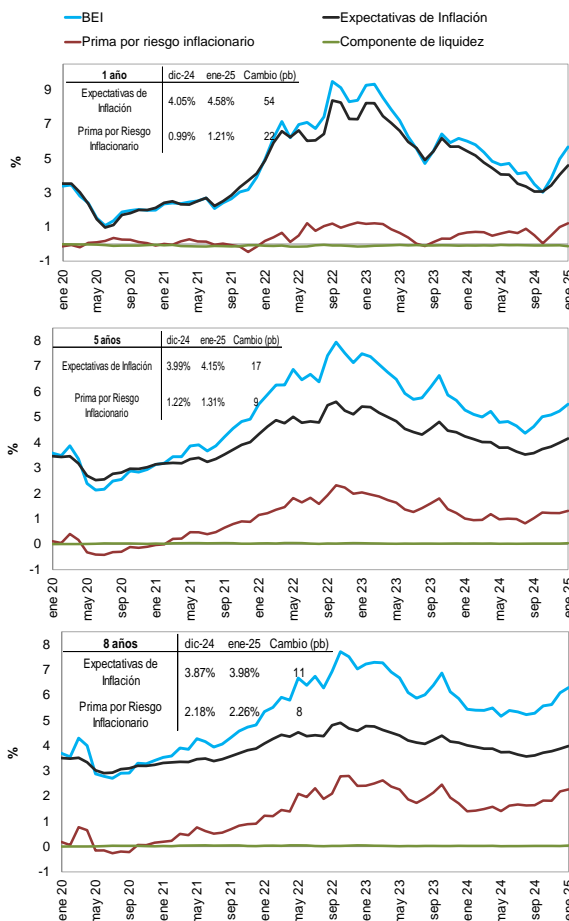 BEI Expectativas de Inflación
Prima por riesgo inflacionario Componente de liquidez
1 año dic-24 ene-25 Cambio (pb)
Expectativas de Inflación 4.05% 4.58% 54
Prima por Riesgo Inflacionario 0.99% 1.21% 22
%
9
7
5
3
1
-1
ene 20 may 20 sep 20 ene 21 may 21 sep 21 ene 22 may 22 sep 22 ene 23 may 23 sep 23 ene 24 may 24 sep 24 ene 25
5 años dic-24 ene-25 Cambio (pb)
Expectativas de Inflación 3.99% 4.15% 17
Prima por Riesgo Inflacionario 1.22% 1.31% 9
%
8
7
6
5
4
3
2
1
0
-1
ene 20 may 20 sep 20 ene 21 may 21 sep 21 ene 22 may 22 sep 22 ene 23 may 23 sep 23 ene 24 may 24 sep 24 ene 25
8 años dic-24 ene-25 Cambio (pb)
Expectativas de Inflación 3.87% 3.98% 11
Prima por Riesgo Inflacionario 2.18% 2.26% 8
%
8
7
6
5
4
3
2
1
0
-1
ene 20 may 20 sep 20 ene 21 may 21 sep 21 ene 22 may 22 sep 22 ene 23 may 23 sep 23 ene 24 may 24 sep 24 ene 25